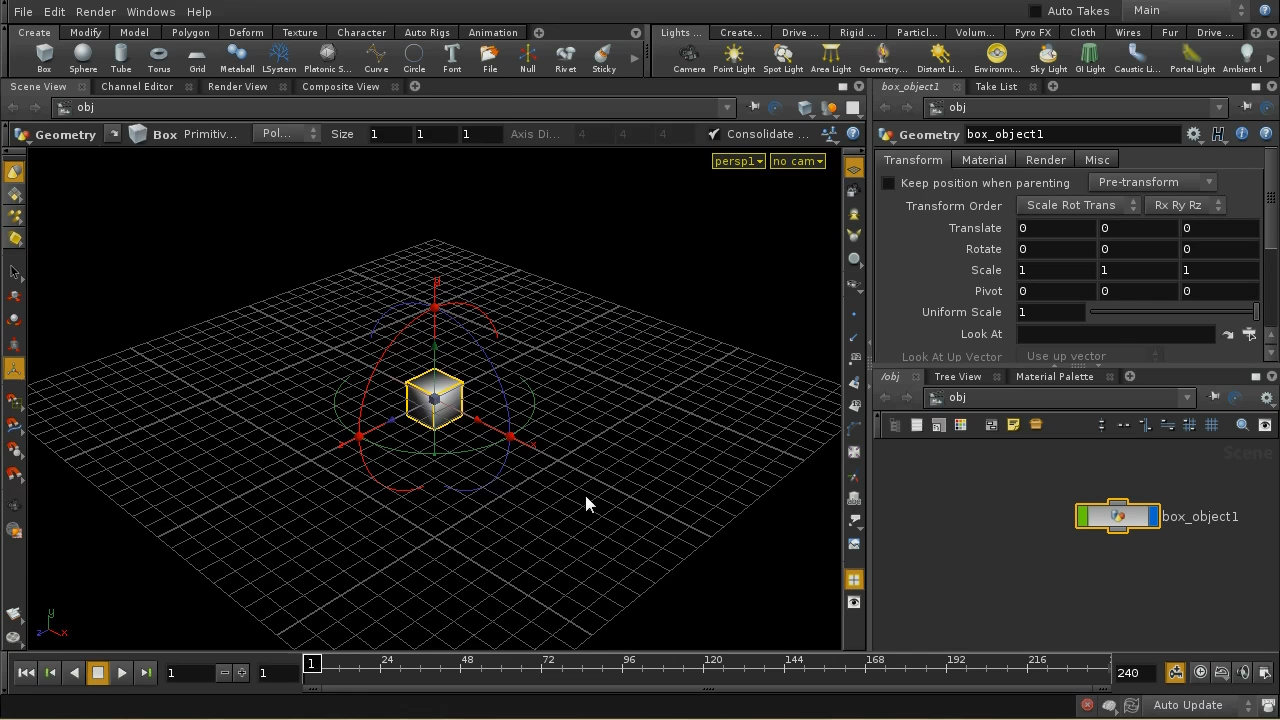 File Edit Render Windows Help
Auto Takes Main
Create Modify Model Polygon Deform Texture Character Auto Rigs Animation
Lights ... Create... Drive ... Rigid ... Particl... Volum... Pyro FX Cloth Wires Fur Drive ...
Box Sphere Tube Torus Grid Metaball LSystem Platonic S... Curve Circle Font File Null Rivet Sticky
Camera Point Light Spot Light Area Light Geometry... Distant Li... Environm... Sky Light GI Light Caustic Li... Portal Light Ambient L
Scene View Channel Editor Render View Composite View
box_object1 Take List
obj
obj
Geometry Box Primitiv... Pol... Size 1 1 1 Axis Di... 4 4 4 Consolidate ...
Geometry box_object1
persp1 no cam
Transform Material Render Misc
Keep position when parenting Pre-transform
Transform Order Scale Rot Trans Rx Ry Rz
Translate 0 0 0
Rotate 0 0 0
Scale 1 1 1
Pivot 0 0 0
Uniform Scale 1
Look At
Look At Up Vector Use up vector
/obj Tree View Material Palette
obj
Scene
box_object1
y
z x
1 1 1 24 48 72 96 120 144 168 192 216 240
Auto Update